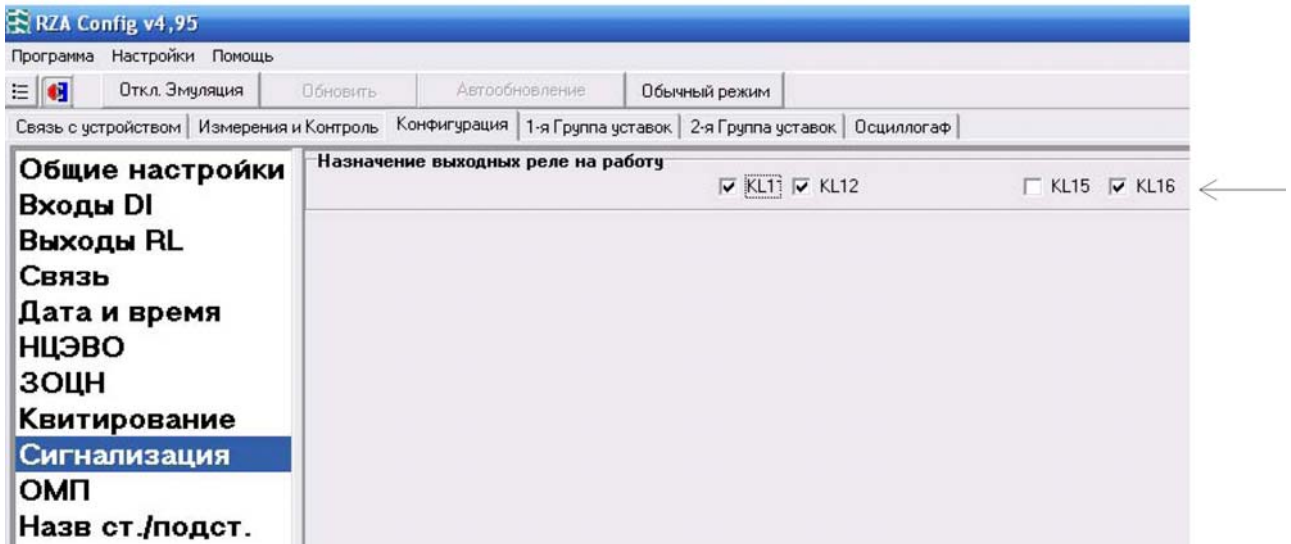 RZA Config v4,95
Программа Настройки Помощь
Откл. Эмуляция Обновить Автообновление Обычный режим
Связь с устройством Измерения и Контроль Конфигурация 1-я Группа уставок 2-я Группа уставок Осциллогаф
Общие настройки
Входы DI
Выходы RL
Связь
Дата и время
НЦЭВО
ЗОЦН
Квитирование
Сигнализация
ОМП
Назв ст./подст.
Назначение выходных реле на работу
KL11 KL12 KL15 KL16